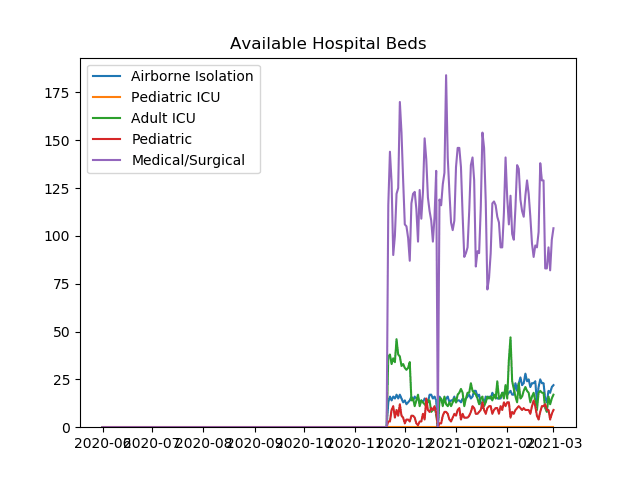 Available Hospital Beds
Airborne Isolation
Pediatric ICU
Adult ICU
Pediatric
Medical/Surgical
175
150
125
100
75
50
25
0
2020-06 2020-07 2020-08 2020-09 2020-10 2020-11 2020-12 2021-01 2021-02 2021-03